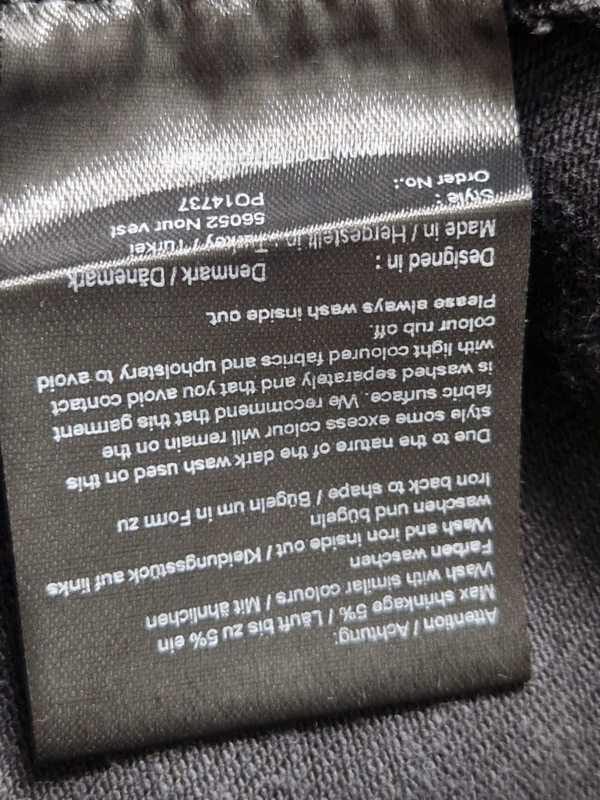 Attention / Achtung:
Max shrinkage 5% / Läuft bis zu 5% ein
Wash with similar colours / Mit ähnlichen
Farben waschen
Wash and iron inside out / Kleidungsstück auf links
waschen und bügeln
Iron back to shape / Bügeln um in Form zu
Due to the nature of the dark wash used on this
style some excess colour will remain on the
fabric surface. We recommend that this garment
is washed separately and that you avoid contact
with light coloured fabrics and upholstery to avoid
colour rub off.
Please always wash inside out.
Designed in : Denmark / Dänemark
Made in / Hergestellt in : Turkey / Türkei
Style : 56052 Nour vest
Order No.: PO14737